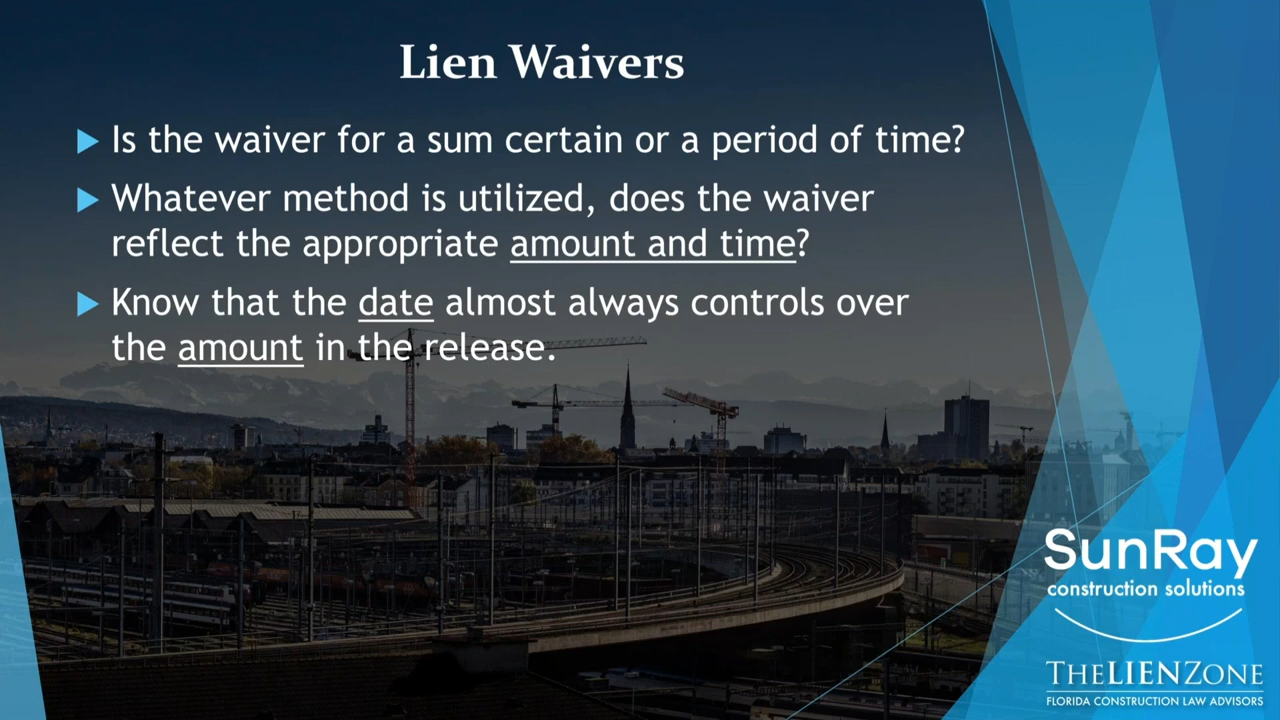 Lien Waivers
Is the waiver for a sum certain or a period of time?
Whatever method is utilized, does the waiver
reflect the appropriate amount and time?
Know that the date almost always controls over
the amount in the release.
SunRay
construction solutions
THELIENZONE
FLORIDA CONSTRUCTION LAW ADVISORS